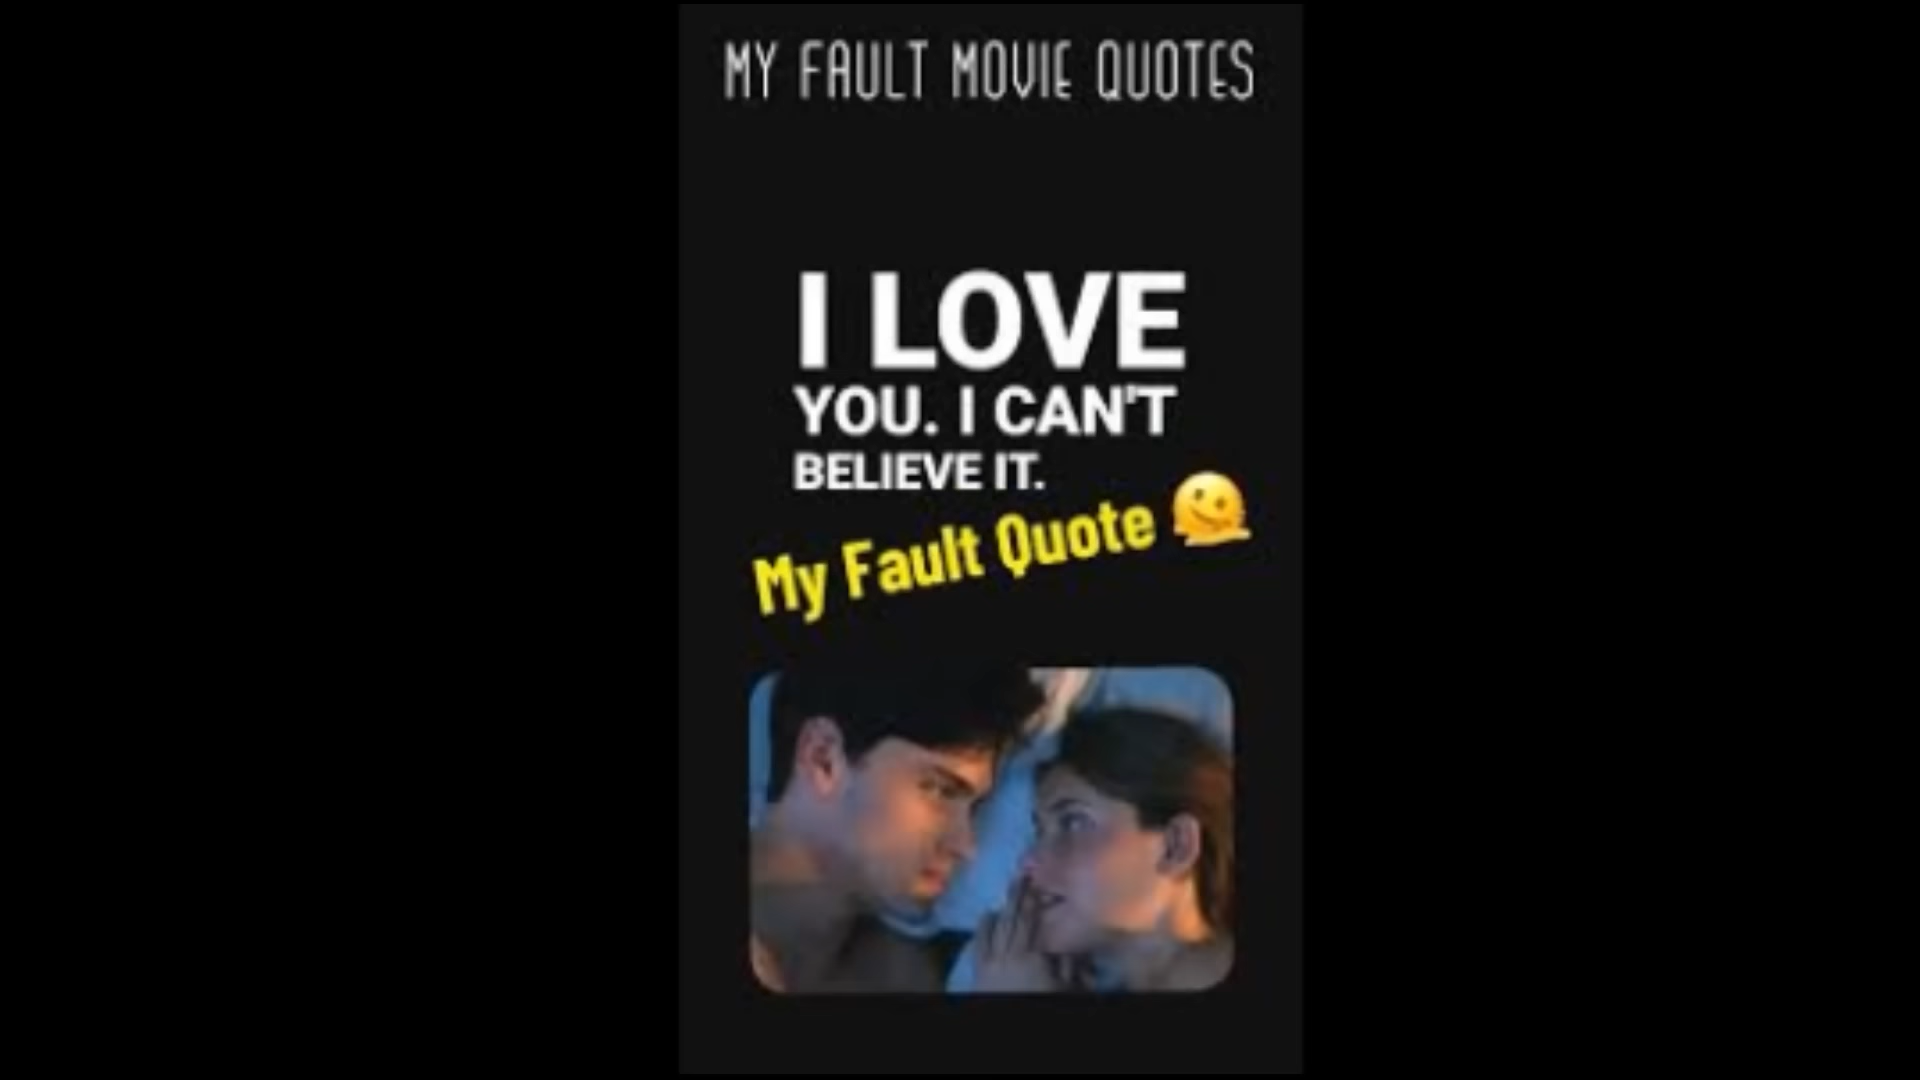 MY FAULT MOVIE QUOTES
I LOVE
YOU. I CAN'T
BELIEVE IT.
My Fault Quote 🫠